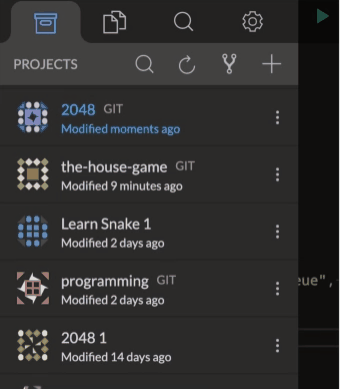 PROJECTS
2048 GIT
Modified moments ago
the-house-game GIT
Modified 9 minutes ago
Learn Snake 1
Modified 2 days ago
programming GIT
Modified 2 days ago
eue",
2048 1
Modified 14 days ago